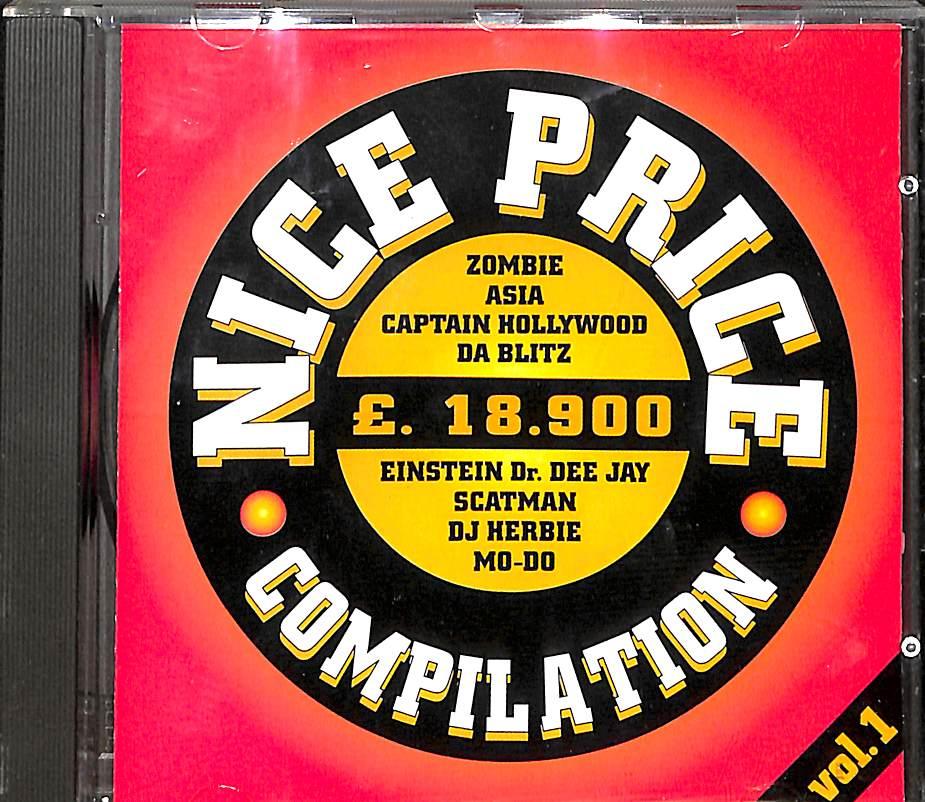 NICE PRICE
ZOMBIE
ASIA
CAPTAIN HOLLYWOOD
DA BLITZ
£. 18.900
EINSTEIN Dr. DEE JAY
SCATMAN
DJ HERBIE
MO-DO
COMPILATION
vol. 1